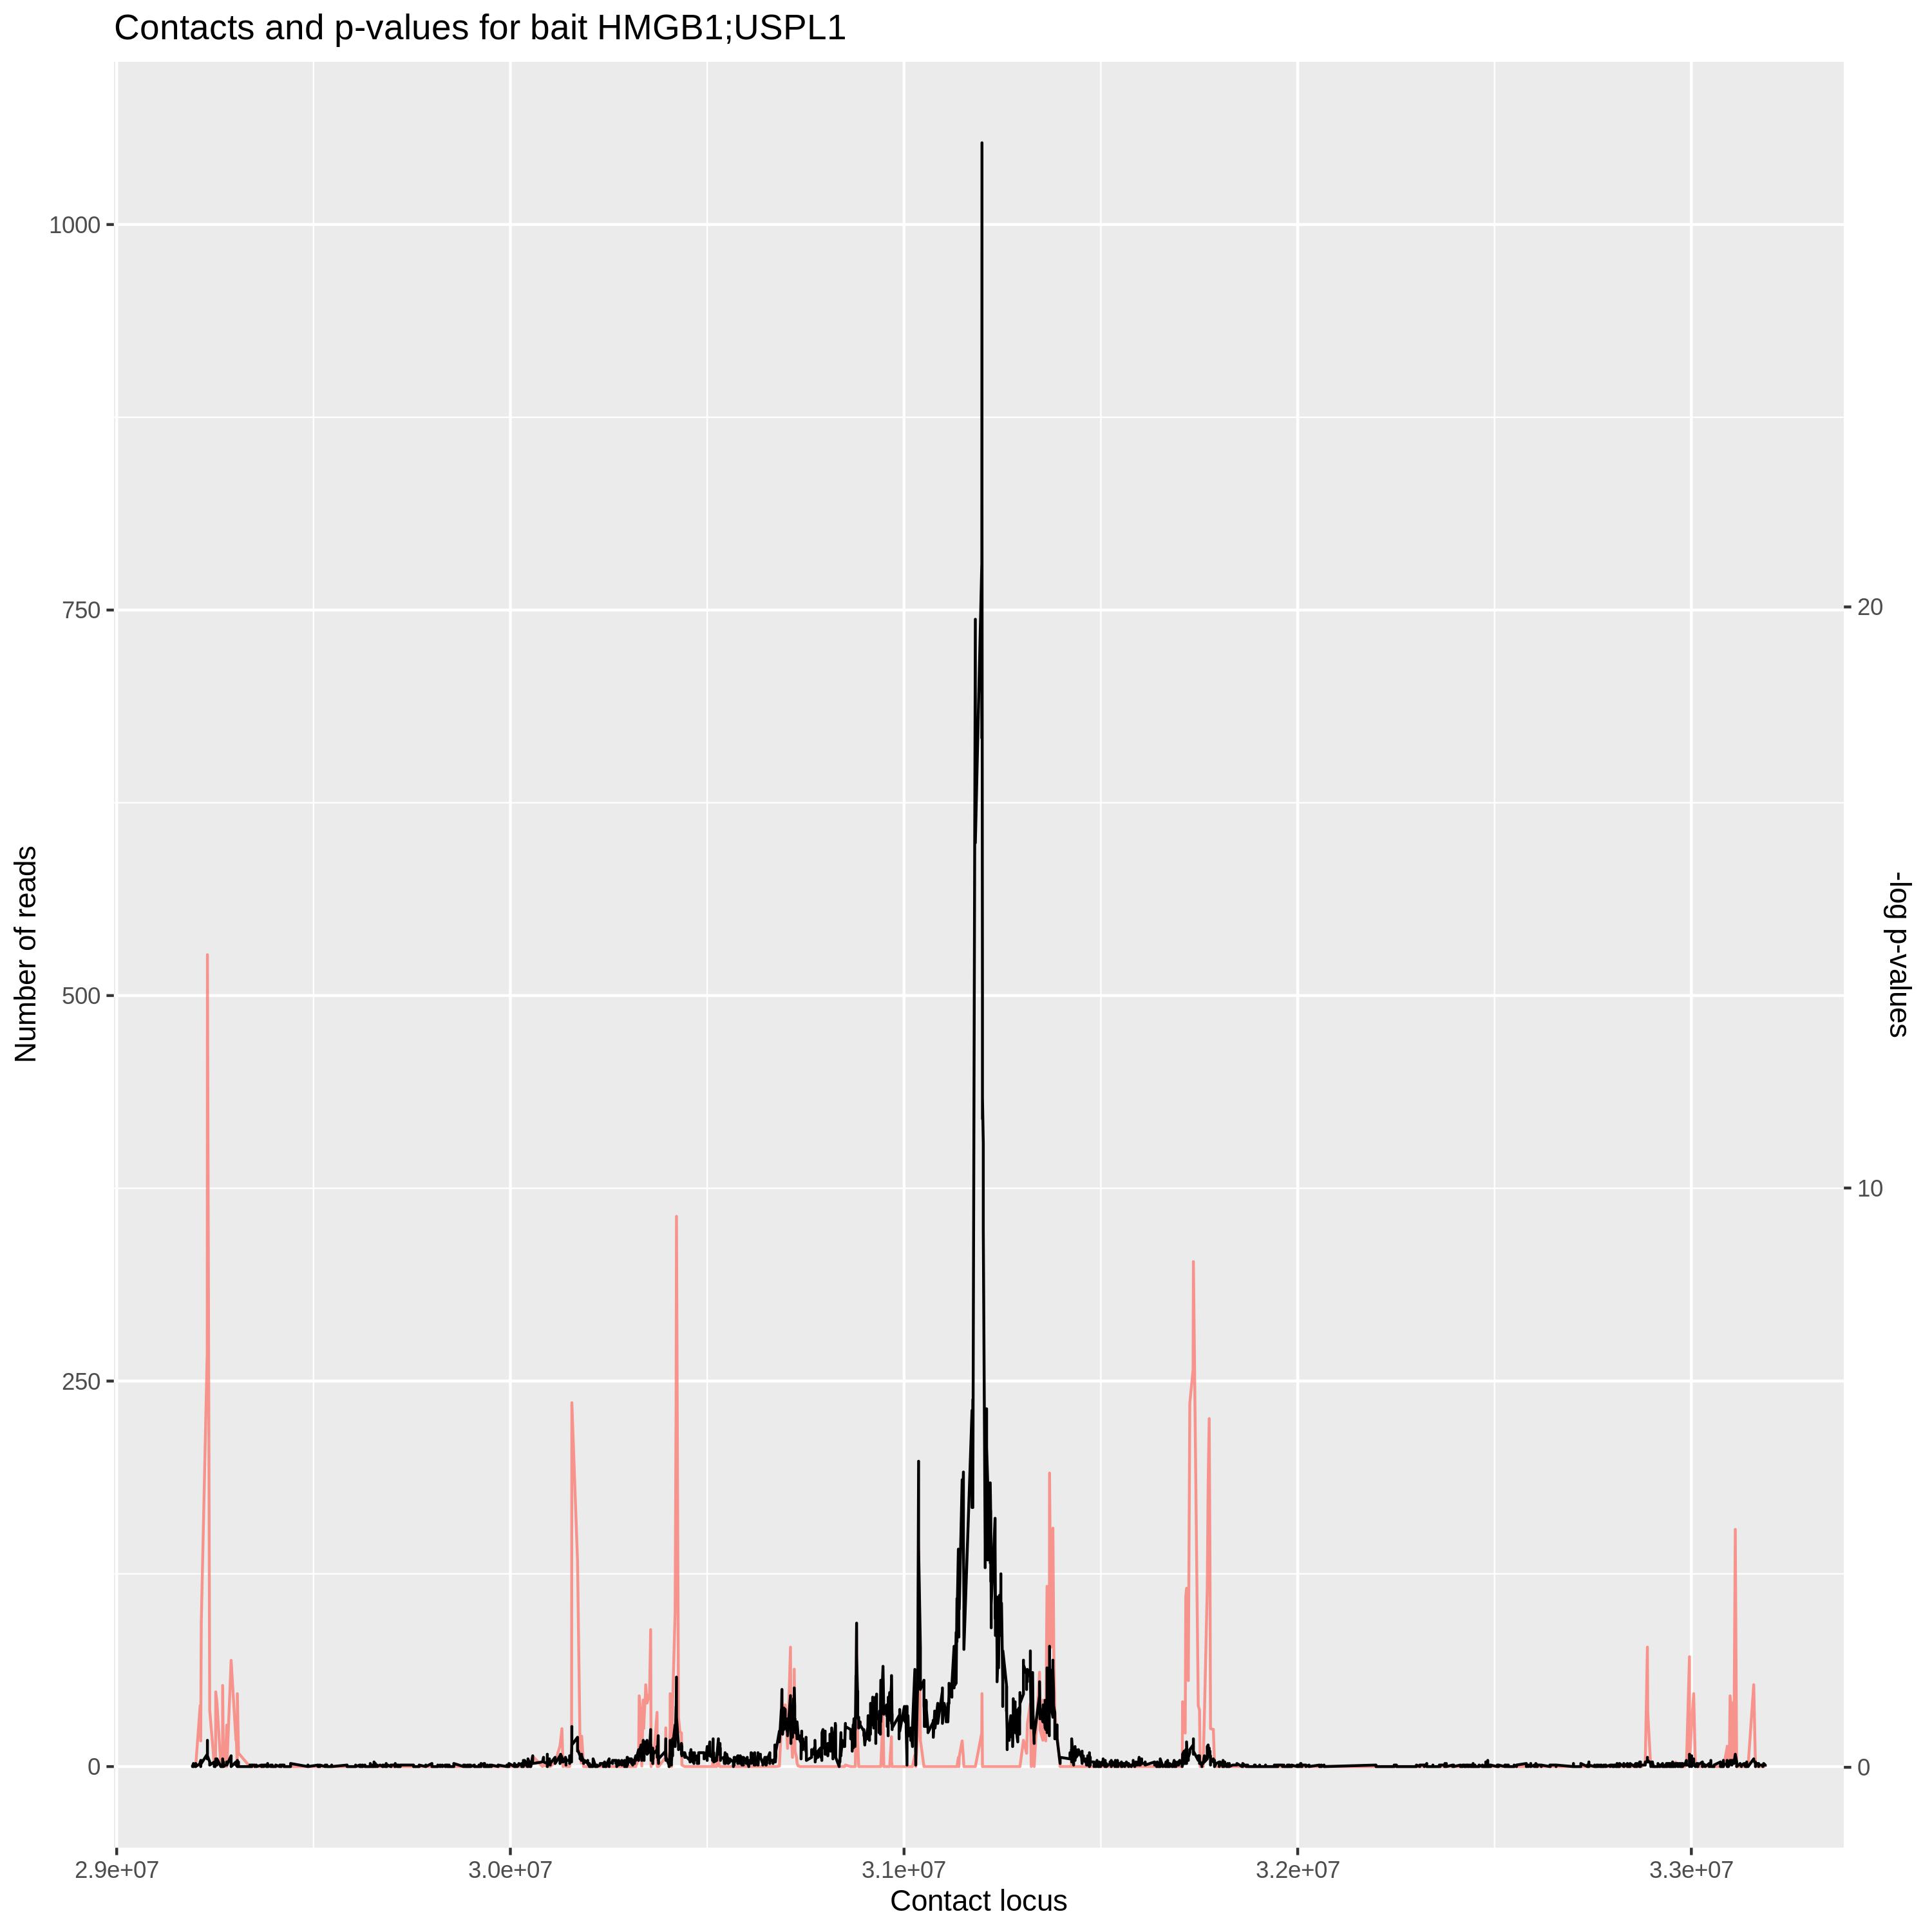 Contacts and p-values for bait HMGB1;USPL1
1000
750
500
250
0
Number of reads
20
10
0
-log p-values
2.9e+07
3.0e+07
3.1e+07
3.2e+07
3.3e+07
Contact locus